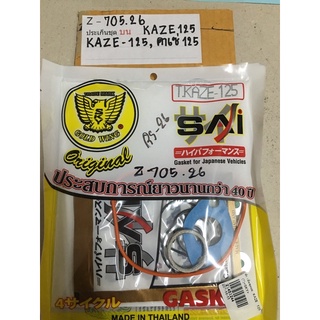 Z-705.26
ประเก็นชุด บน KAZE,125
KAZE-125, คาเซ 125
T.KAZE-125
AS-26
GOLD WING
SAi
Original
=ハイパフォーマンス=
Gasket for Japanese Vehicles
Z-705.26
ประสบการณ์ยาวนานกว่า 40 ปี
4サイクル
GASK
MADE IN THAILAND